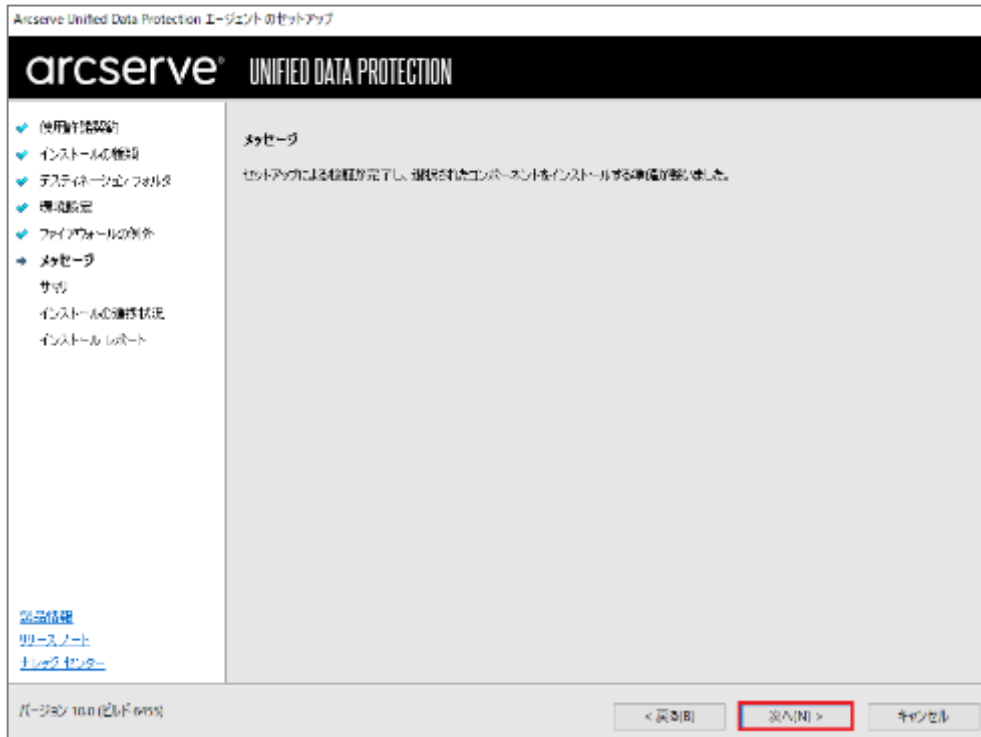 Arcserve Unified Data Protection エージェント のセットアップ
arcserve® UNIFIED DATA PROTECTION
使用許諾契約
インストールの種類
デスティネーション フォルダ
環境設定
ファイアウォールの例外
メッセージ
サマリ
インストールの進捗状況
インストール レポート
メッセージ
セットアップによる検証が完了し、選択されたコンポーネントをインストールする準備が整いました。
製品情報
リリース ノート
ナレッジ センター
バージョン 10.0 (ビルド
< 戻る(B)
次へ(N) >
キャンセル